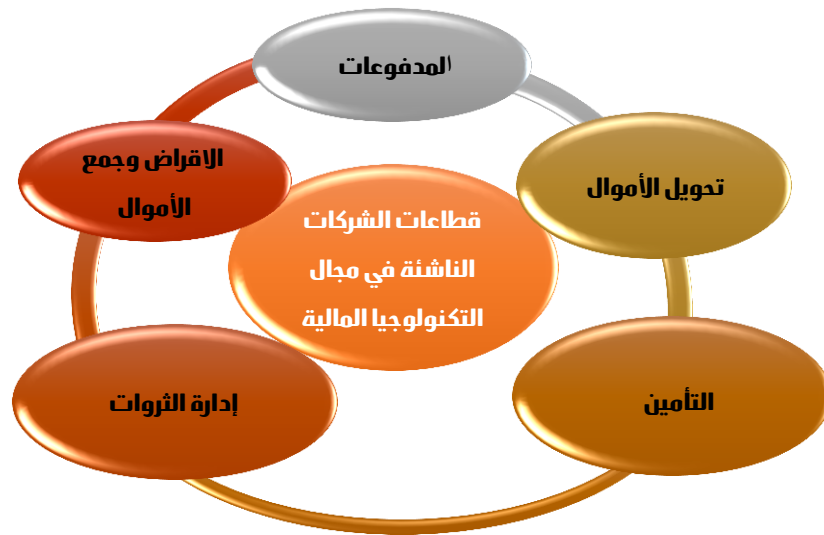 المدفوعات
تحويل الأموال
التأمين
إدارة الثروات
الاقراض وجمع
الأموال
قطاعات الشركات
الناشئة في مجال
التكنولوجيا المالية